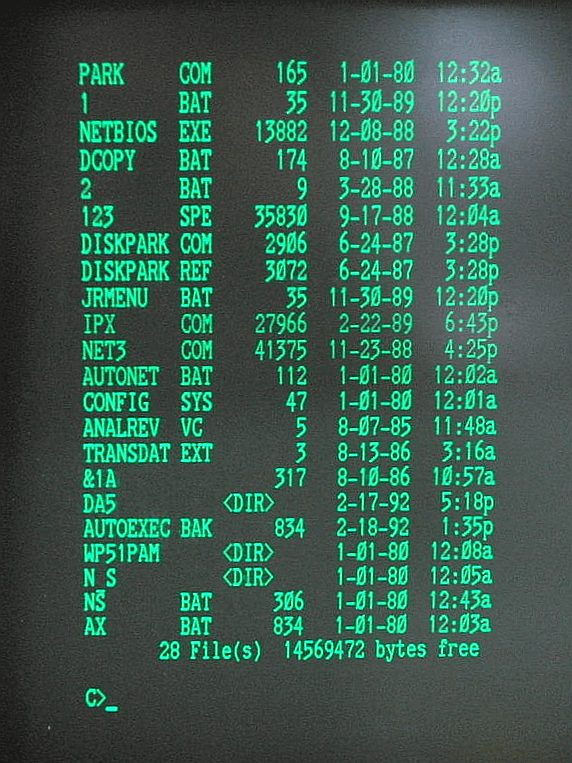 PARK     COM      165   1-01-80  12:32a
1        BAT       35  11-30-89  12:20p
NETBIOS  EXE    13882  12-08-88   3:22p
DCOPY    BAT      174   8-10-87  12:28a
2        BAT        9   3-28-88  11:33a
123      SPE    35830   9-17-88  12:04a
DISKPARK COM     2906   6-24-87   3:28p
DISKPARK REF     3072   6-24-87   3:28p
JRMENU   BAT       35  11-30-89  12:20p
IPX      COM    27966   2-22-89   6:43p
NET3     COM    41375  11-23-88   4:25p
AUTONET  BAT      112   1-01-80  12:02a
CONFIG   SYS       47   1-01-80  12:01a
ANALREV  VC         5   8-07-85  11:48a
TRANSDAT EXT        3   8-13-86   3:16a
&1A               317   8-10-86  10:57a
DA5          <DIR>      2-17-92   5:18p
AUTOEXEC BAK      834   2-18-92   1:35p
WP51PAM      <DIR>      1-01-80  12:08a
N_S          <DIR>      1-01-80  12:05a
NS       BAT      306   1-01-80  12:43a
AX       BAT      834   1-01-80  12:03a
28 File(s)  14569472 bytes free
C>_